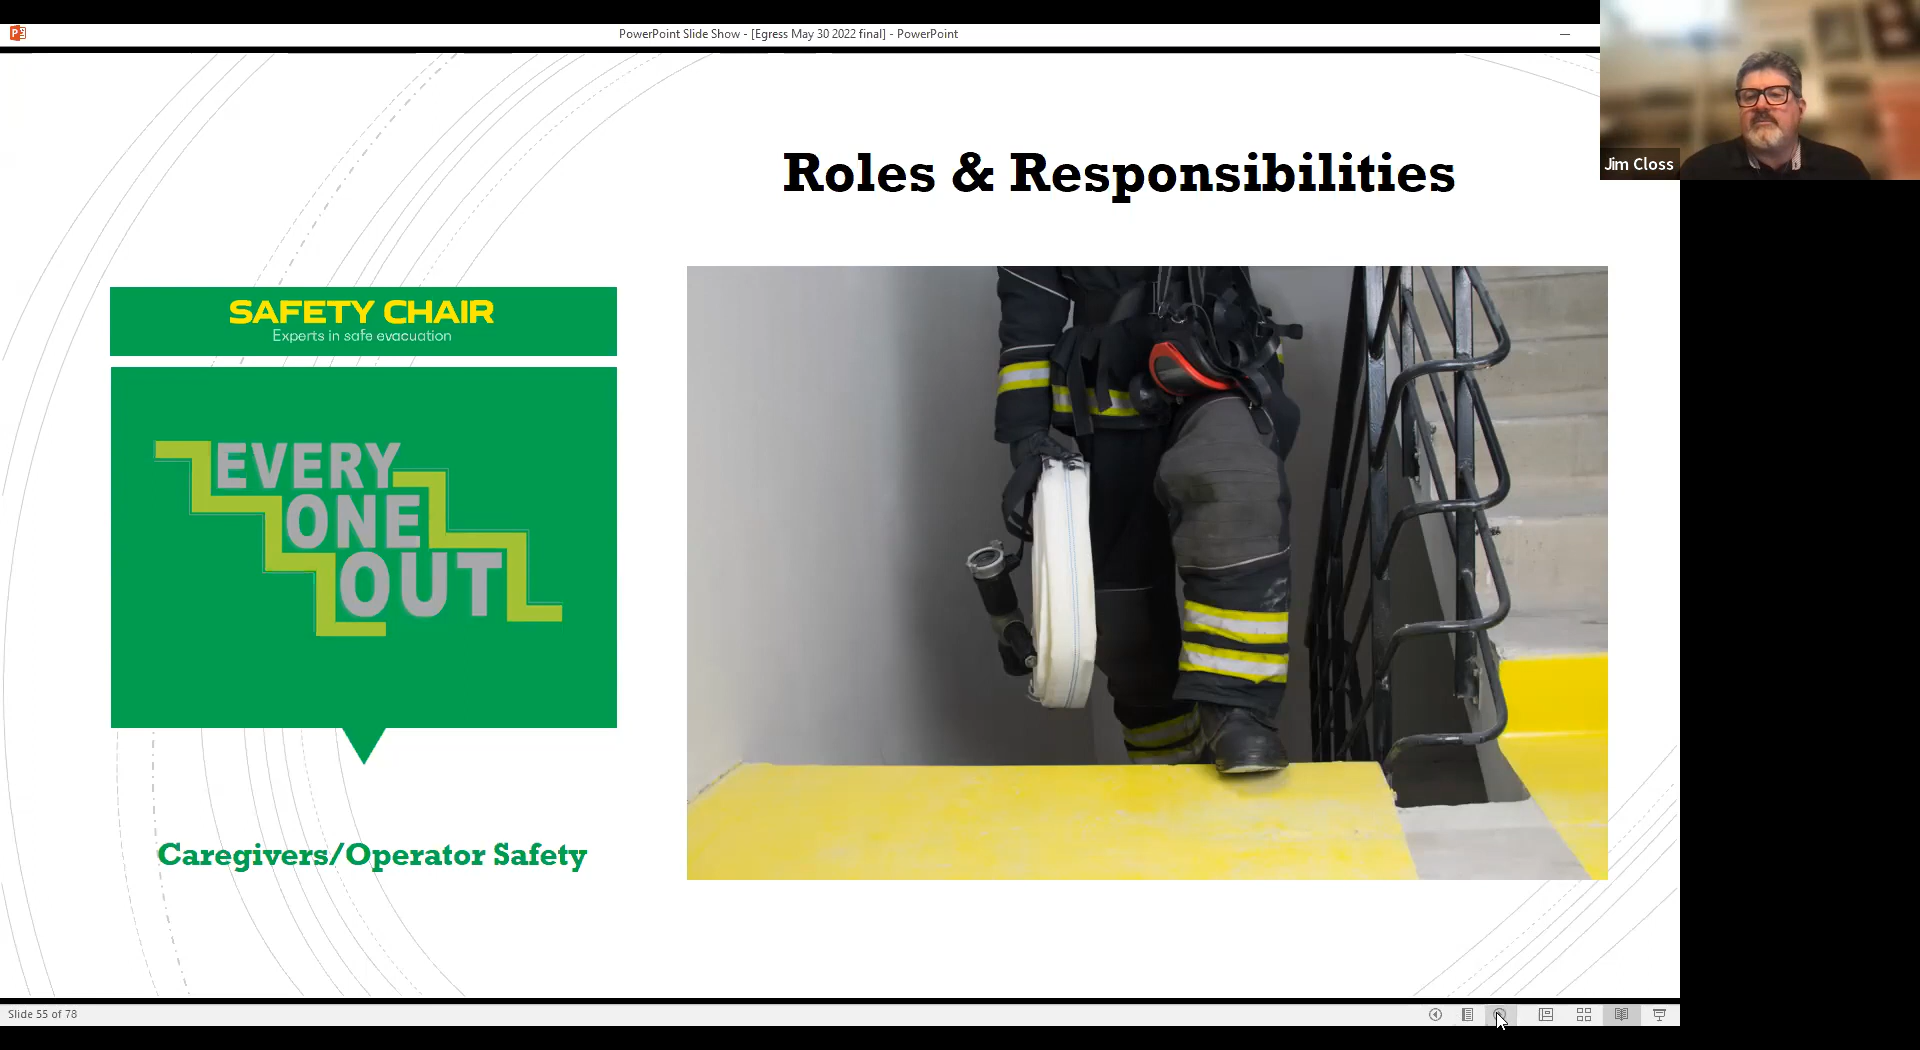 PowerPoint Slide Show - [Egress May 30 2022 final] - PowerPoint
Jim Closs
Roles & Responsibilities
SAFETY CHAIR
Experts in safe evacuation
EVERY
ONE
OUT
Caregivers/Operator Safety
Slide 55 of 78